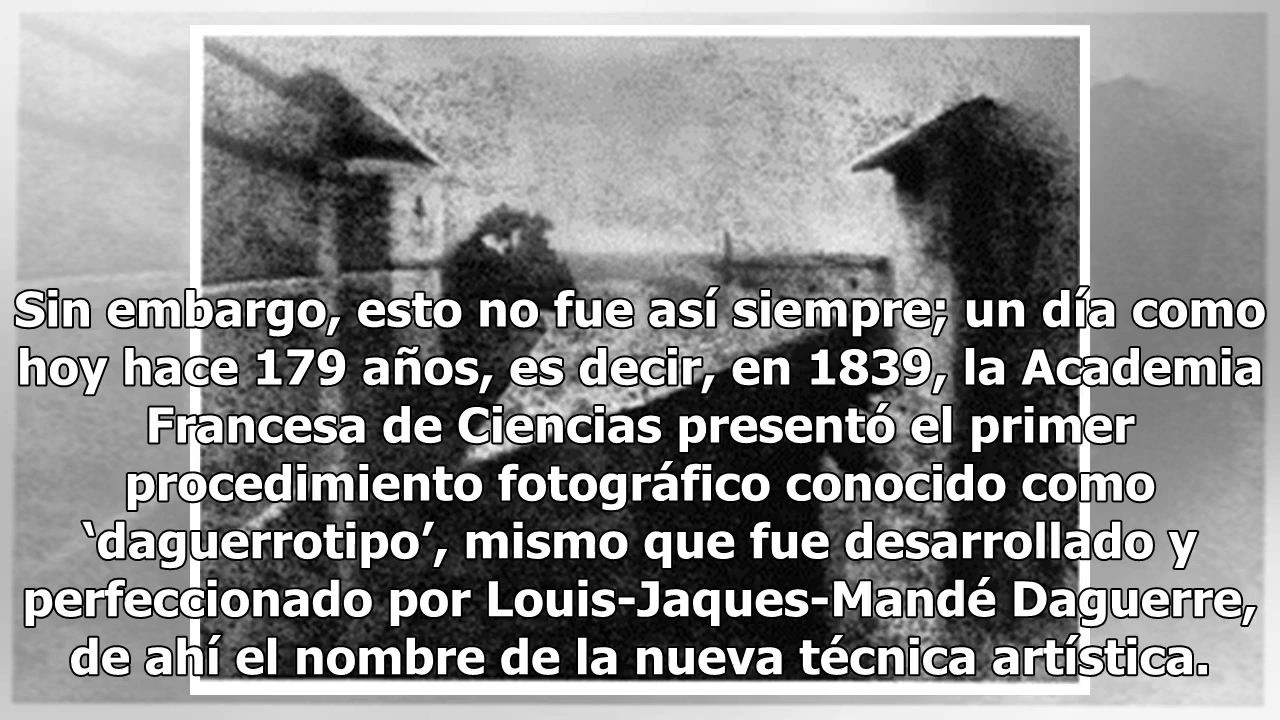 Sin embargo, esto no fue así siempre; un día como
hoy hace 179 años, es decir, en 1839, la Academia
Francesa de Ciencias presentó el primer
procedimiento fotográfico conocido como
‘daguerrotipo’, mismo que fue desarrollado y
perfeccionado por Louis-Jaques-Mandé Daguerre,
de ahí el nombre de la nueva técnica artística.